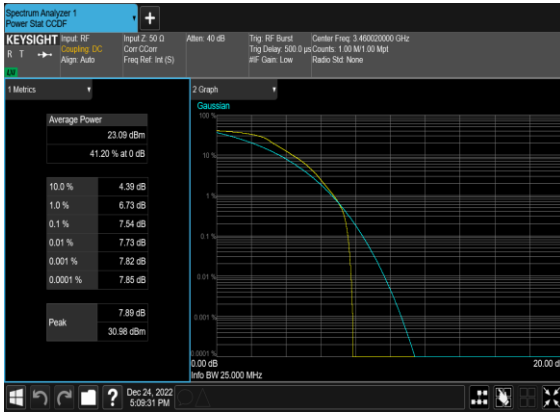 Spectrum Analyzer 1
Power Stat CCDF
KEYSIGHT
R T
Input: RF
Coupling: DC
Align: Auto
Input Z: 50 Ω
Corr CCorr
Freq Ref: Int (S)
Atten: 40 dB
Trig: RF Burst
Trig Delay: 500.0 µs
#IF Gain: Low
Center Freq: 3.460020000 GHz
Counts: 1.00 M/1.00 Mpt
Radio Std: None
1 Metrics
Average Power
23.09 dBm
41.20 % at 0 dB
10.0 % 4.39 dB
1.0 % 6.73 dB
0.1 % 7.54 dB
0.01 % 7.73 dB
0.001 % 7.82 dB
0.0001 % 7.85 dB
Peak
7.89 dB
30.98 dBm
2 Graph
Gaussian
100 %
10 %
1 %
0.1 %
0.01 %
0.001 %
0.0001 %
0.00 dB
20.00 d
Info BW 25.000 MHz
?
Dec 24, 2022
5:09:31 PM